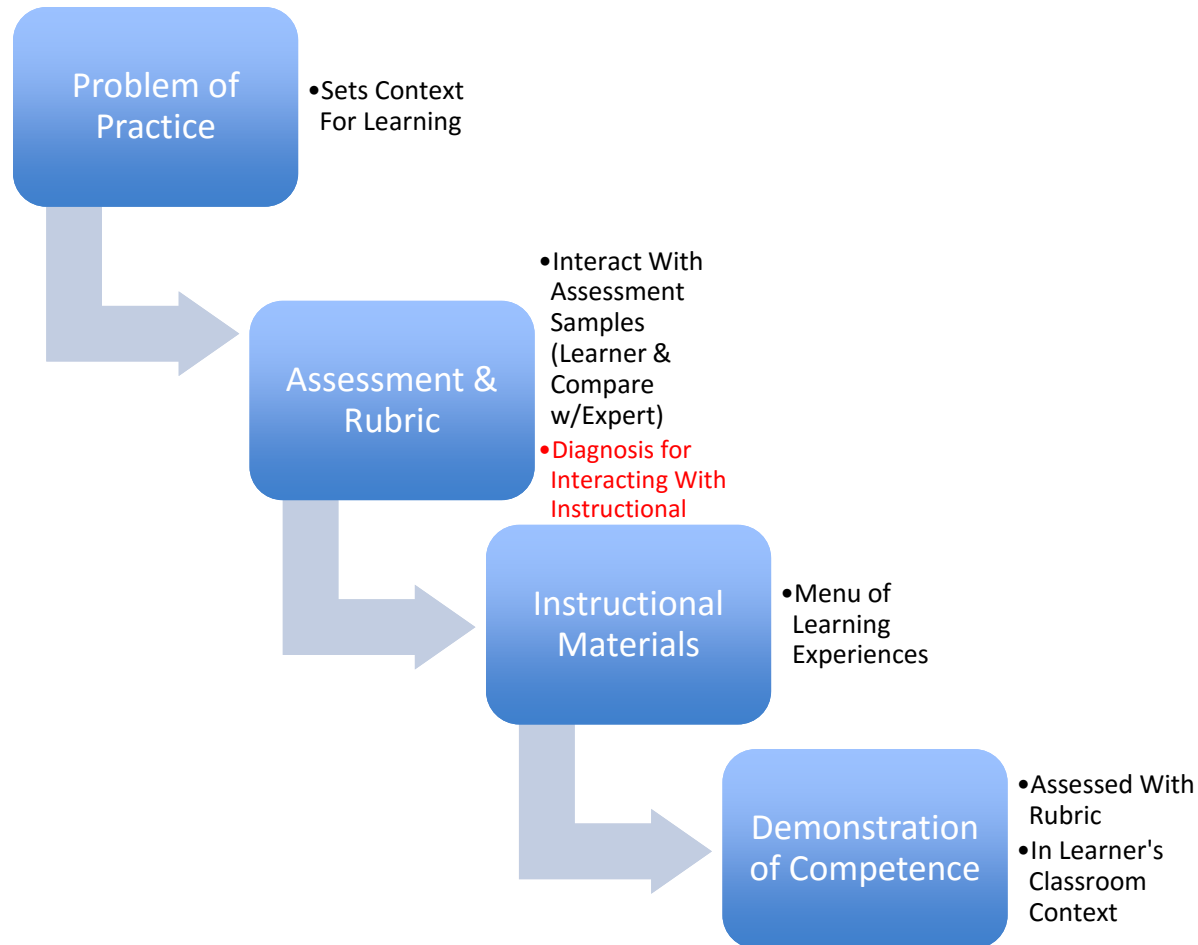 Problem of
Practice
•Sets Context
For Learning
Assessment &
Rubric
•Interact With
Assessment
Samples
(Learner &
Compare
w/Expert)
•Diagnosis for
Interacting With
Instructional
Instructional
Materials
•Menu of
Learning
Experiences
Demonstration
of Competence
•Assessed With
Rubric
•In Learner's
Classroom
Context